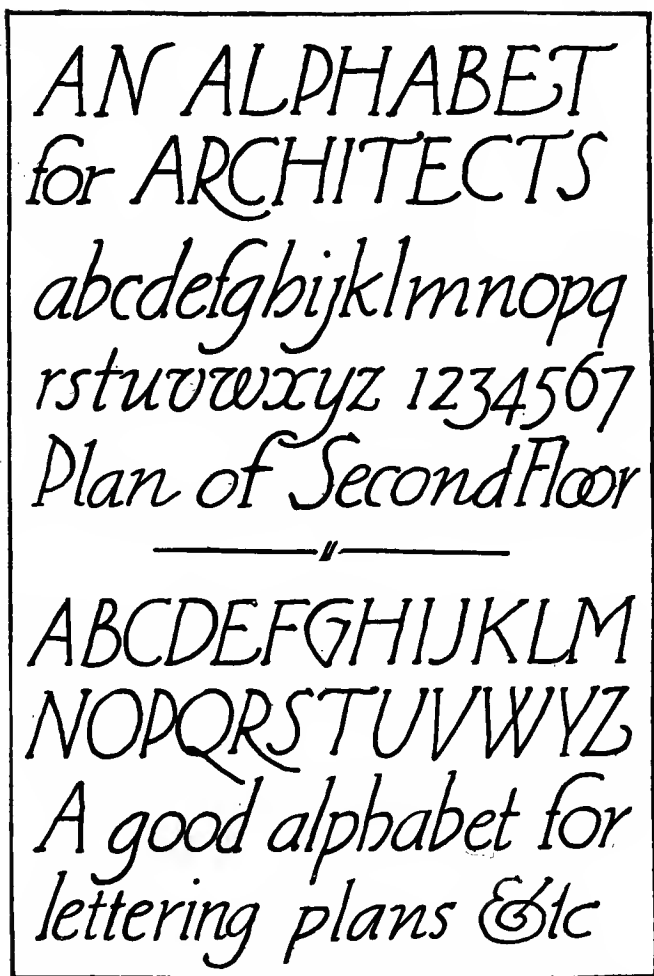 AN ALPHABET
for ARCHITECTS
abcdefghijklmnopq
rstuvwxyz 1234567
Plan of Second Floor
ABCDEFGHIJKLM
NOPQRSTUVWYZ
A good alphabet for
lettering plans &tc